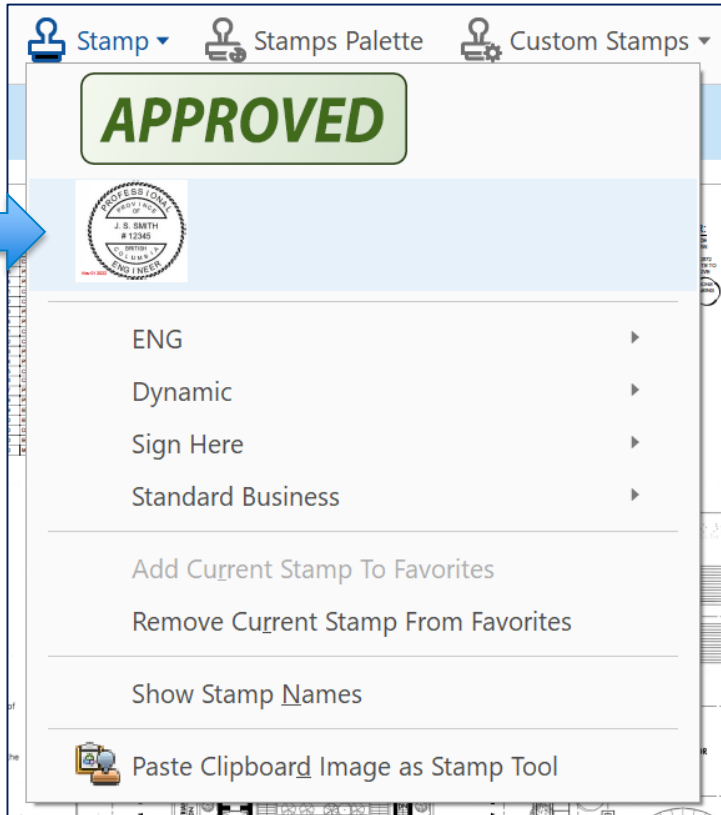 Stamp
Stamps Palette
Custom Stamps
APPROVED
PROFESSIONAL
PROVINCE
OF
J. S. SMITH
# 12345
BRITISH
COLUMBIA
ENGINEER
ENG
Dynamic
Sign Here
Standard Business
Add Current Stamp To Favorites
Remove Current Stamp From Favorites
Show Stamp Names
Paste Clipboard Image as Stamp Tool